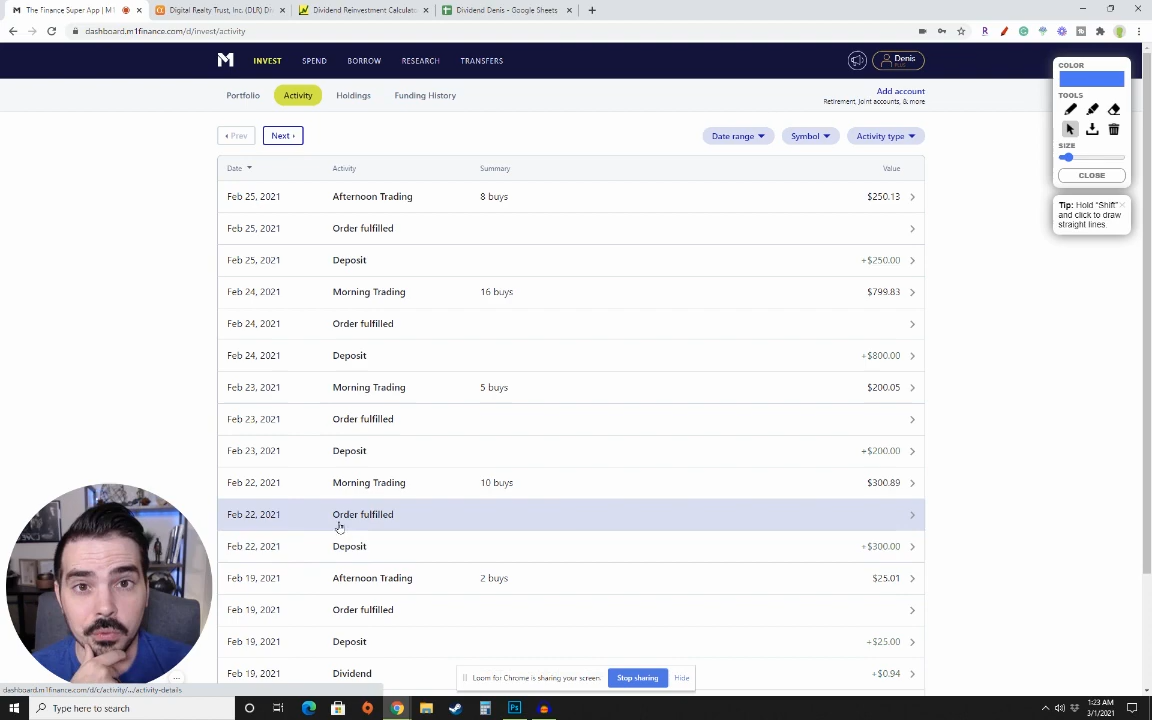 The Finance Super App | M1
Digital Realty Trust, Inc. (DLR) Di
Dividend Reinvestment Calculato
Dividend Denis - Google Sheets
dashboard.m1finance.com/d/invest/activity
INVEST SPEND BORROW RESEARCH TRANSFERS
Denis
PLUS
Portfolio Activity Holdings Funding History
Add account
Retirement, Joint accounts, & more
‹ Prev Next ›
Date range Symbol Activity type
Date Activity Summary Value
Feb 25, 2021 Afternoon Trading 8 buys $250.13
Feb 25, 2021 Order fulfilled
Feb 25, 2021 Deposit +$250.00
Feb 24, 2021 Morning Trading 16 buys $799.83
Feb 24, 2021 Order fulfilled
Feb 24, 2021 Deposit +$800.00
Feb 23, 2021 Morning Trading 5 buys $200.05
Feb 23, 2021 Order fulfilled
Feb 23, 2021 Deposit +$200.00
Feb 22, 2021 Morning Trading 10 buys $300.89
Feb 22, 2021 Order fulfilled
Feb 22, 2021 Deposit +$300.00
Feb 19, 2021 Afternoon Trading 2 buys $25.01
Feb 19, 2021 Order fulfilled
Feb 19, 2021 Deposit +$25.00
Feb 19, 2021 Dividend +$0.94
COLOR
TOOLS
SIZE
CLOSE
Tip: Hold "Shift"
and click to draw
straight lines.
Loom for Chrome is sharing your screen. Stop sharing Hide
dashboard.m1finance.com/d/c/activity/.../activity-details
Type here to search
1:23 AM
3/1/2021